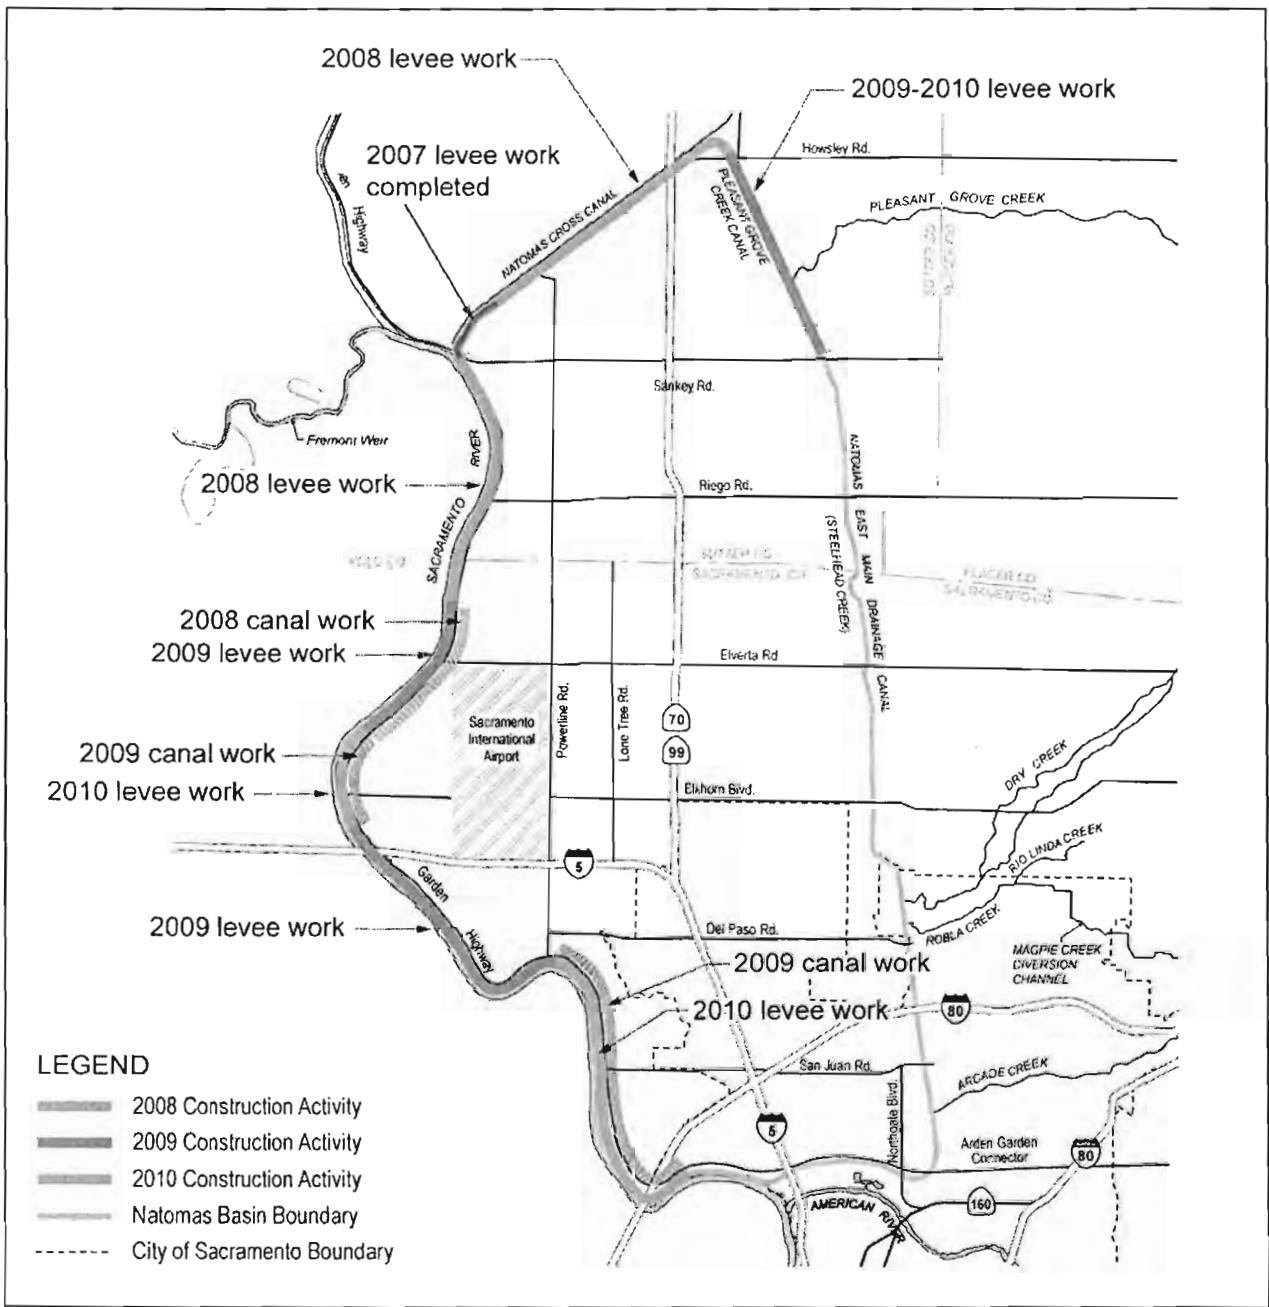 2008 levee work
2009-2010 levee work
2007 levee work
completed
Howsley Rd.
Highway
NATOMAS CROSS CANAL
PLEASANT GROVE
CREEK CANAL
PLEASANT GROVE CREEK
Sankey Rd.
Fremont Weir
SACRAMENTO RIVER
2008 levee work
Riego Rd.
NATOMAS EAST MAIN DRAINAGE CANAL
(STEELHEAD CREEK)
YOLO CO
SUTTER CO
SACRAMENTO CO
PLACER CO
SACRAMENTO CO
2008 canal work
2009 levee work
Elverta Rd
Sacramento
International
Airport
Powerline Rd.
Lone Tree Rd.
70
99
2009 canal work
2010 levee work
Elkhorn Blvd.
DRY CREEK
RIO LINDA CREEK
5
Garden
Highway
2009 levee work
Del Paso Rd.
ROBLA CREEK
MAGPIE CREEK
DIVERSION
CHANNEL
2009 canal work
2010 levee work
80
San Juan Rd.
ARCADE CREEK
Northgate Blvd.
5
Arden Garden
Connector
80
160
AMERICAN RIVER
LEGEND
2008 Construction Activity
2009 Construction Activity
2010 Construction Activity
Natomas Basin Boundary
City of Sacramento Boundary